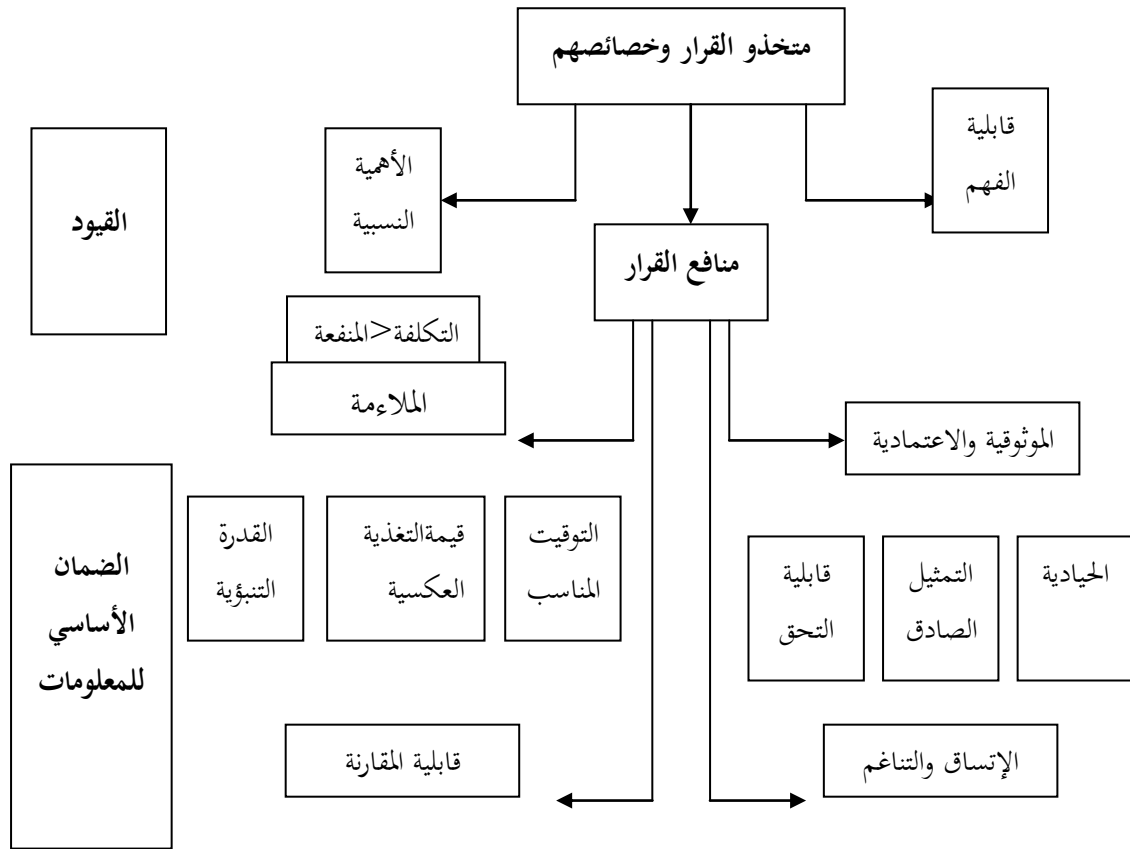 متخذو القرار وخصائصهم
قابلية
الفهم
الأهمية
النسبية
القيود
منافع القرار
التكلفة<المنفعة
الملاءمة
الموثوقية والاعتمادية
الحيادية
التمثيل
الصادق
قابلية
التحق
التوقيت
المناسب
قيمةالتغذية
العكسية
القدرة
التنبؤية
الضمان
الأساسي
للمعلومات
الإتساق والتناغم
قابلية المقارنة